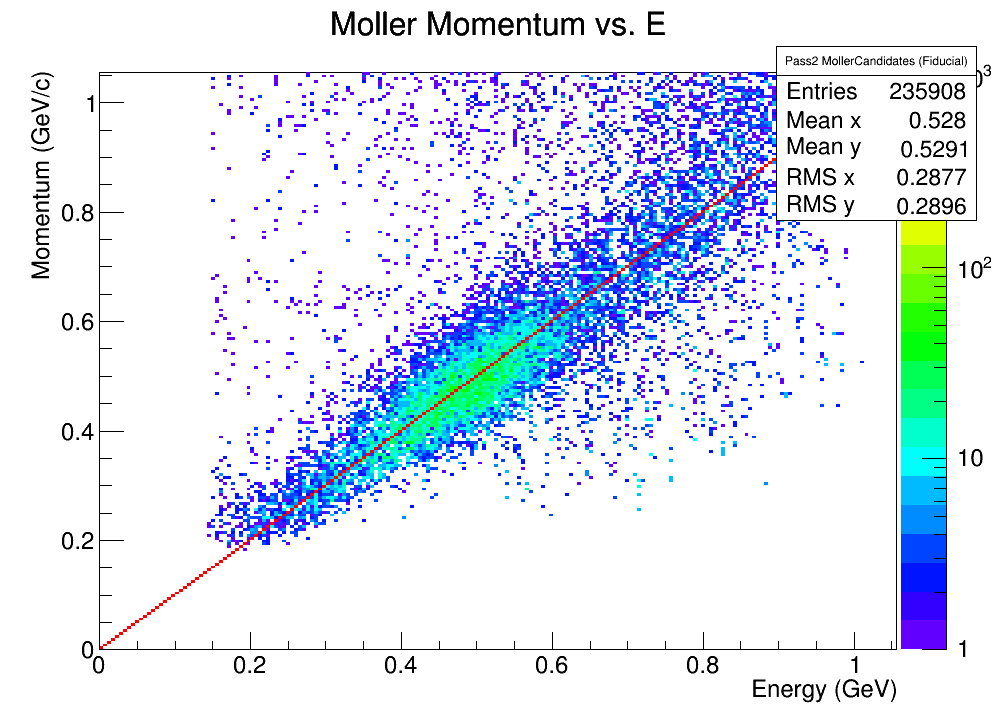 Moller Momentum vs. E
Pass2 MollerCandidates (Fiducial)
Entries 235908
Mean x 0.528
Mean y 0.5291
RMS x 0.2877
RMS y 0.2896
Momentum (GeV/c)
1
0.8
0.6
0.4
0.2
0
0 0.2 0.4 0.6 0.8 1
Energy (GeV)
10²
10
1